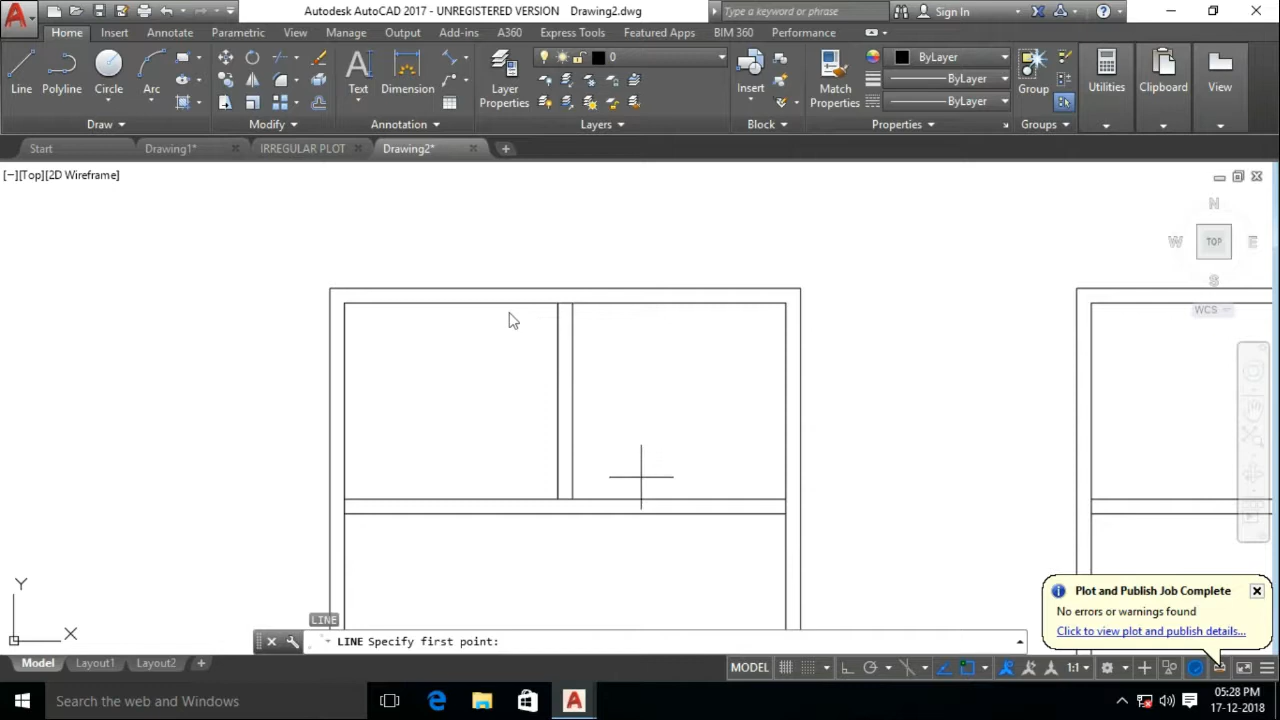 Autodesk AutoCAD 2017 - UNREGISTERED VERSION Drawing2.dwg
Type a keyword or phrase
Sign In
Home Insert Annotate Parametric View Manage Output Add-ins A360 Express Tools Featured Apps BIM 360 Performance
0
ByLayer
ByLayer
ByLayer
Line Polyline Circle Arc
Text Dimension
Layer Properties
Insert
Match Properties
Group
Utilities
Clipboard
View
Draw Modify Annotation Layers Block Properties Groups
Start Drawing1* IRREGULAR PLOT Drawing2*
[−][Top][2D Wireframe]
N
W TOP E
S
WCS
Y
X
LINE
LINE Specify first point:
Plot and Publish Job Complete
No errors or warnings found
Click to view plot and publish details...
Model Layout1 Layout2
MODEL
1:1
Search the web and Windows
05:28 PM
17-12-2018